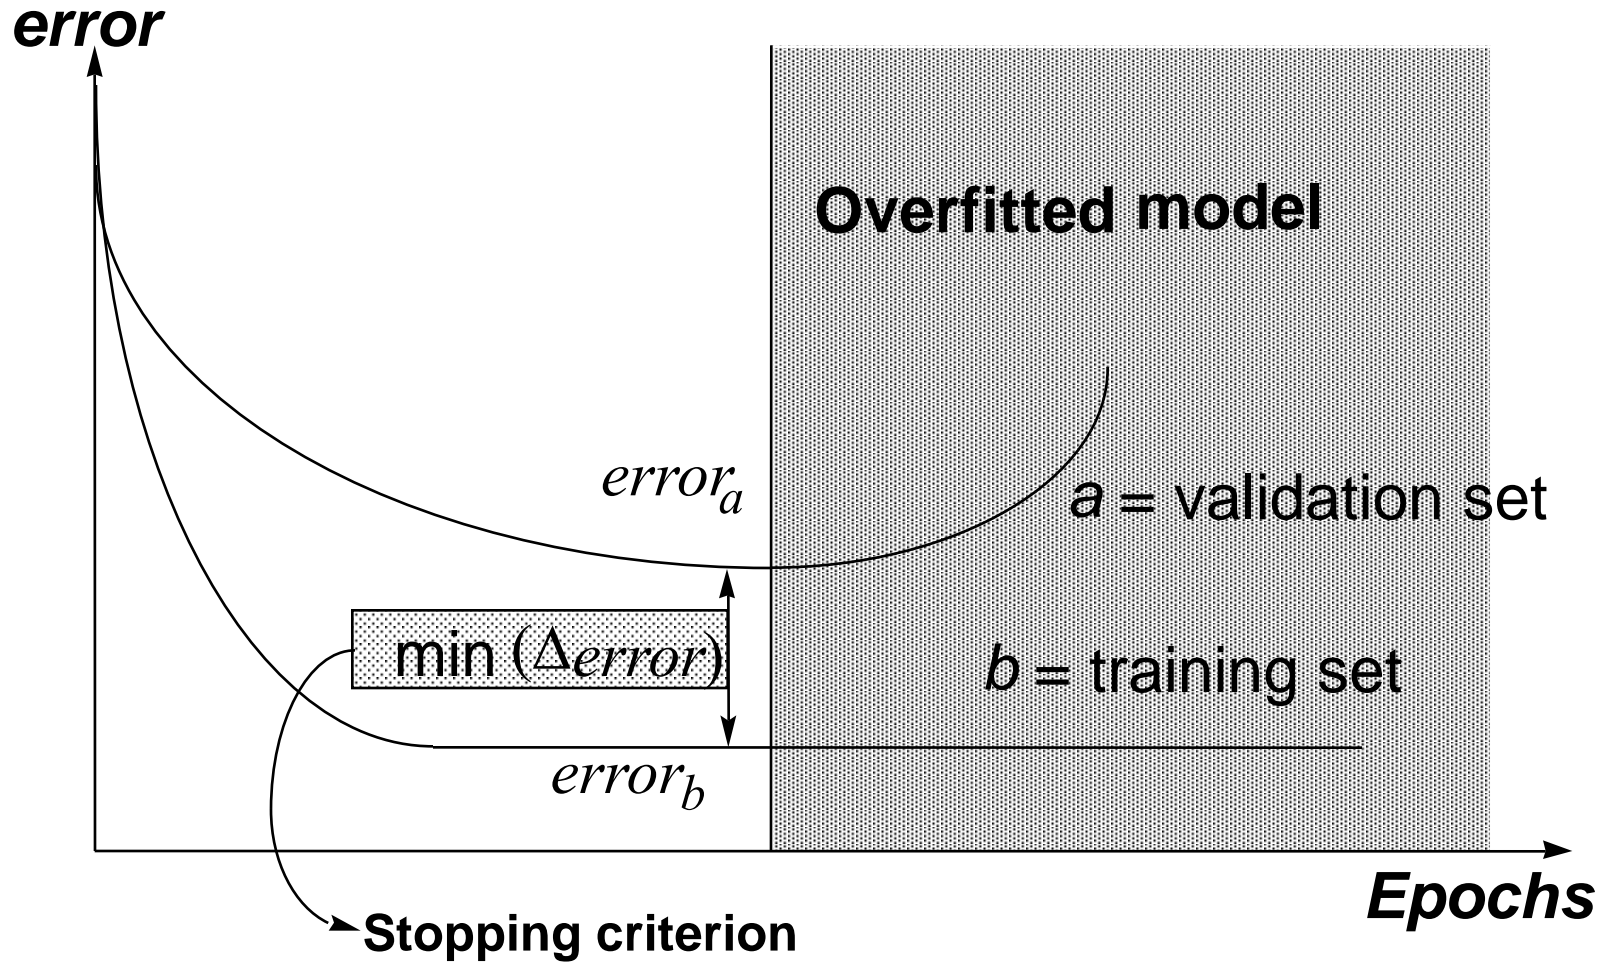 error
Overfitted model
error_a
a = validation set
min (Δerror)
b = training set
error_b
Epochs
Stopping criterion